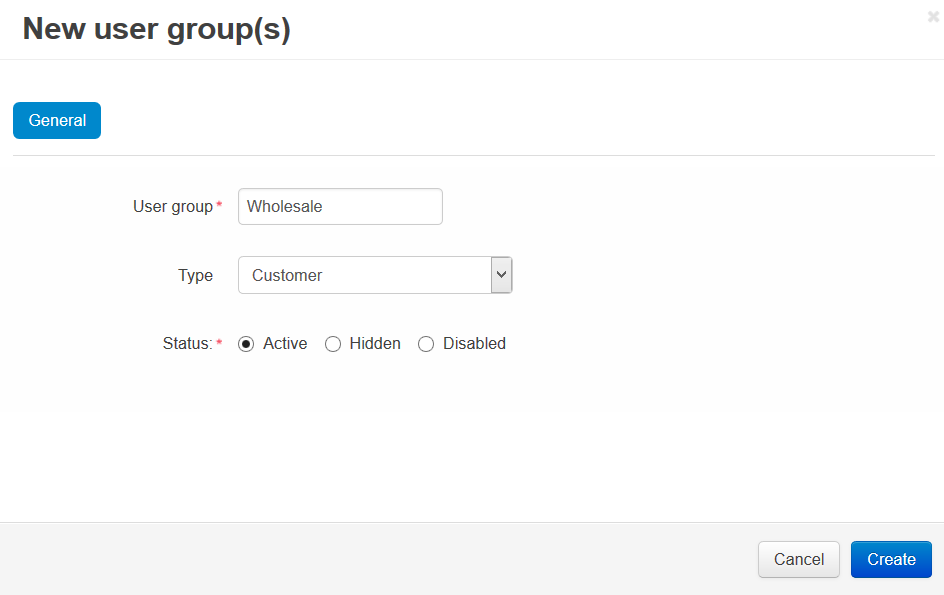 New user group(s)
General
User group* Wholesale
Type Customer
Status:* Active Hidden Disabled
Cancel Create